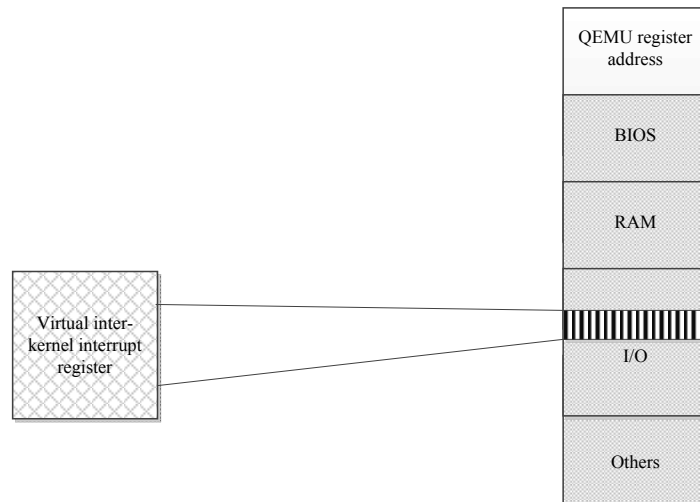 QEMU register
address
BIOS
RAM
Virtual inter-
kernel interrupt
register
I/O
Others